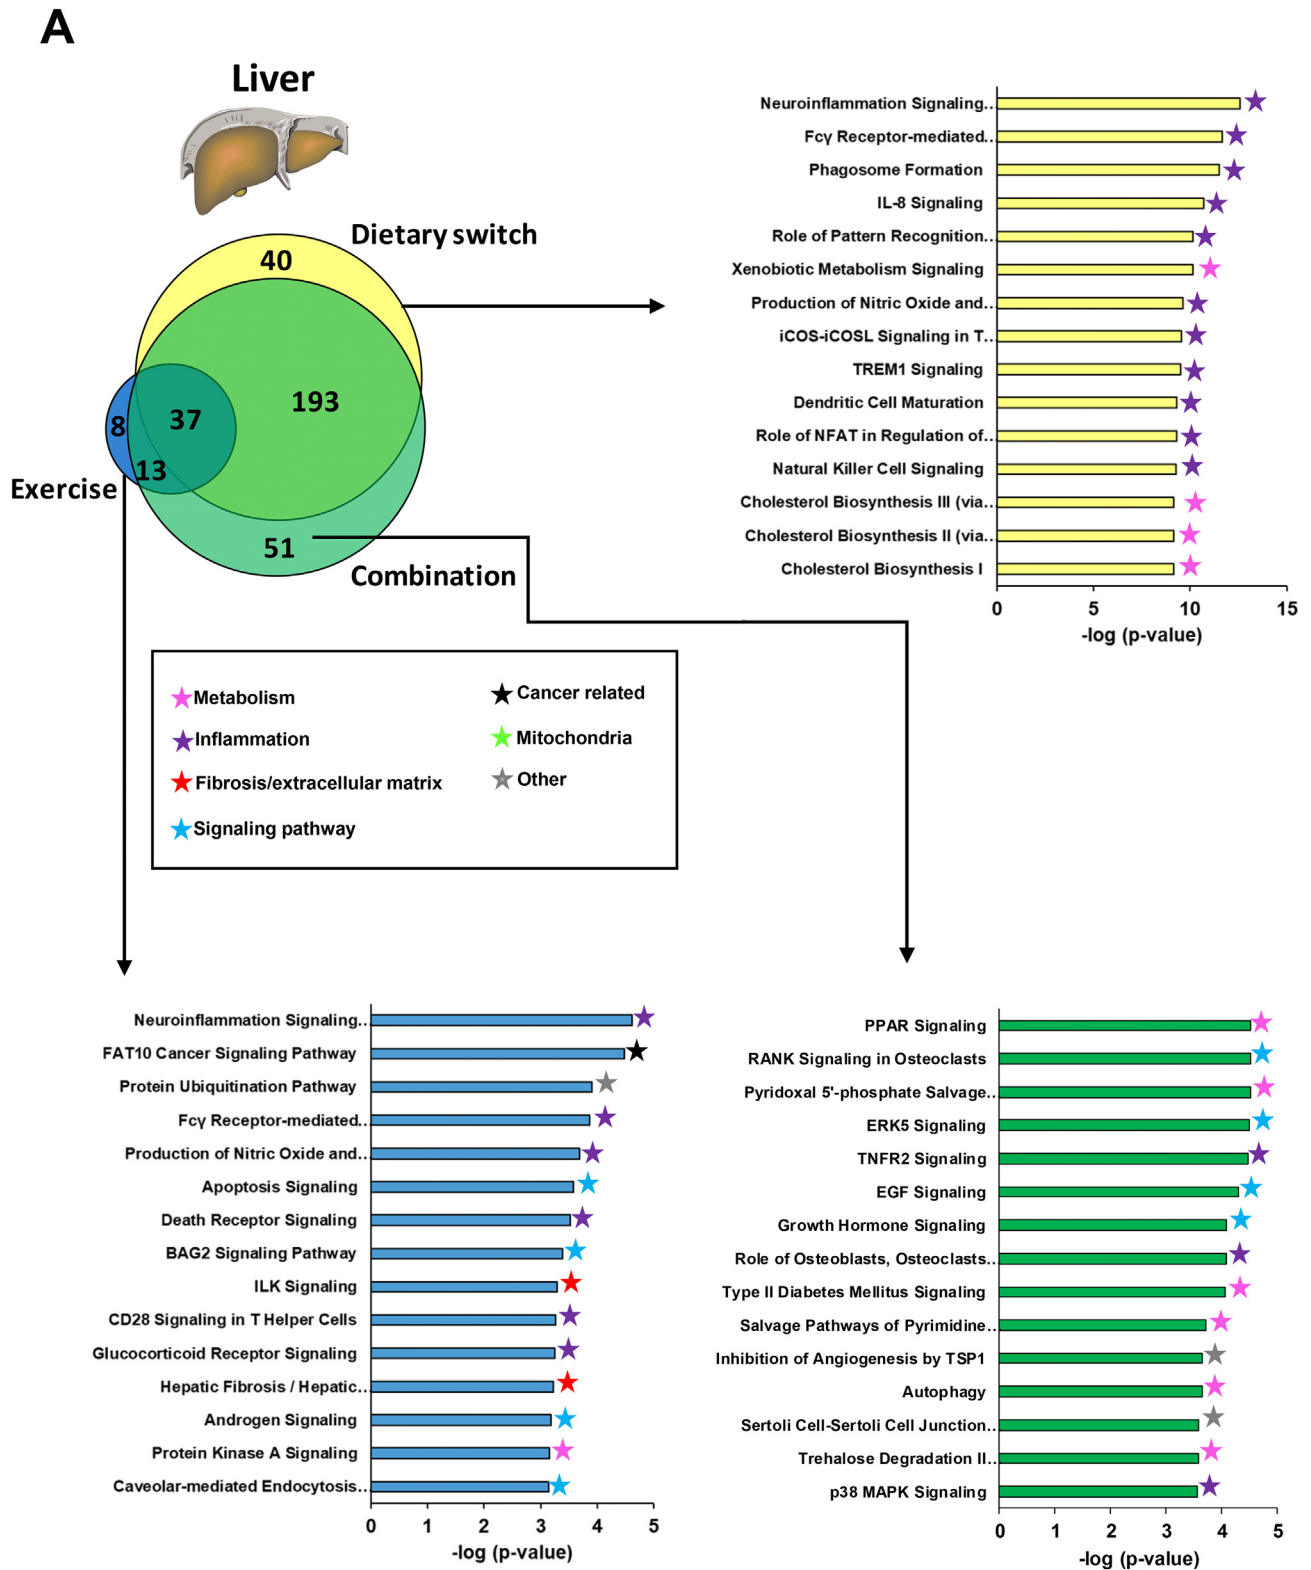 A
Liver
Dietary switch
40
193
37
8
13
Exercise
51
Combination
Neuroinflammation Signaling..
Fcγ Receptor-mediated..
Phagosome Formation
IL-8 Signaling
Role of Pattern Recognition..
Xenobiotic Metabolism Signaling
Production of Nitric Oxide and..
iCOS-iCOSL Signaling in T..
TREM1 Signaling
Dendritic Cell Maturation
Role of NFAT in Regulation of..
Natural Killer Cell Signaling
Cholesterol Biosynthesis III (via..
Cholesterol Biosynthesis II (via..
Cholesterol Biosynthesis I
0 5 10 15
-log (p-value)
Metabolism
Inflammation
Fibrosis/extracellular matrix
Signaling pathway
Cancer related
Mitochondria
Other
Neuroinflammation Signaling..
FAT10 Cancer Signaling Pathway
Protein Ubiquitination Pathway
Fcγ Receptor-mediated..
Production of Nitric Oxide and..
Apoptosis Signaling
Death Receptor Signaling
BAG2 Signaling Pathway
ILK Signaling
CD28 Signaling in T Helper Cells
Glucocorticoid Receptor Signaling
Hepatic Fibrosis / Hepatic..
Androgen Signaling
Protein Kinase A Signaling
Caveolar-mediated Endocytosis..
0 1 2 3 4 5
-log (p-value)
PPAR Signaling
RANK Signaling in Osteoclasts
Pyridoxal 5'-phosphate Salvage..
ERK5 Signaling
TNFR2 Signaling
EGF Signaling
Growth Hormone Signaling
Role of Osteoblasts, Osteoclasts..
Type II Diabetes Mellitus Signaling
Salvage Pathways of Pyrimidine..
Inhibition of Angiogenesis by TSP1
Autophagy
Sertoli Cell-Sertoli Cell Junction..
Trehalose Degradation II..
p38 MAPK Signaling
0 1 2 3 4 5
-log (p-value)